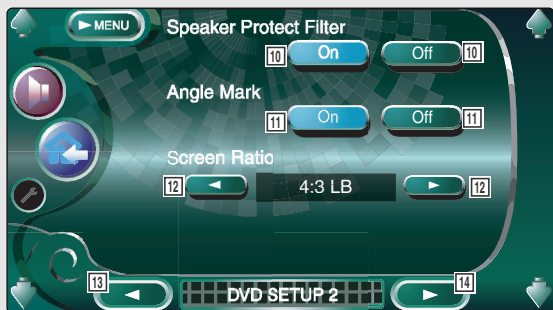 ►MENU
Speaker Protect Filter
10 On Off 10
Angle Mark
11 On Off 11
Screen Ratio
12 ◄ 4:3 LB ► 12
13 14
◄ DVD SETUP 2 ►